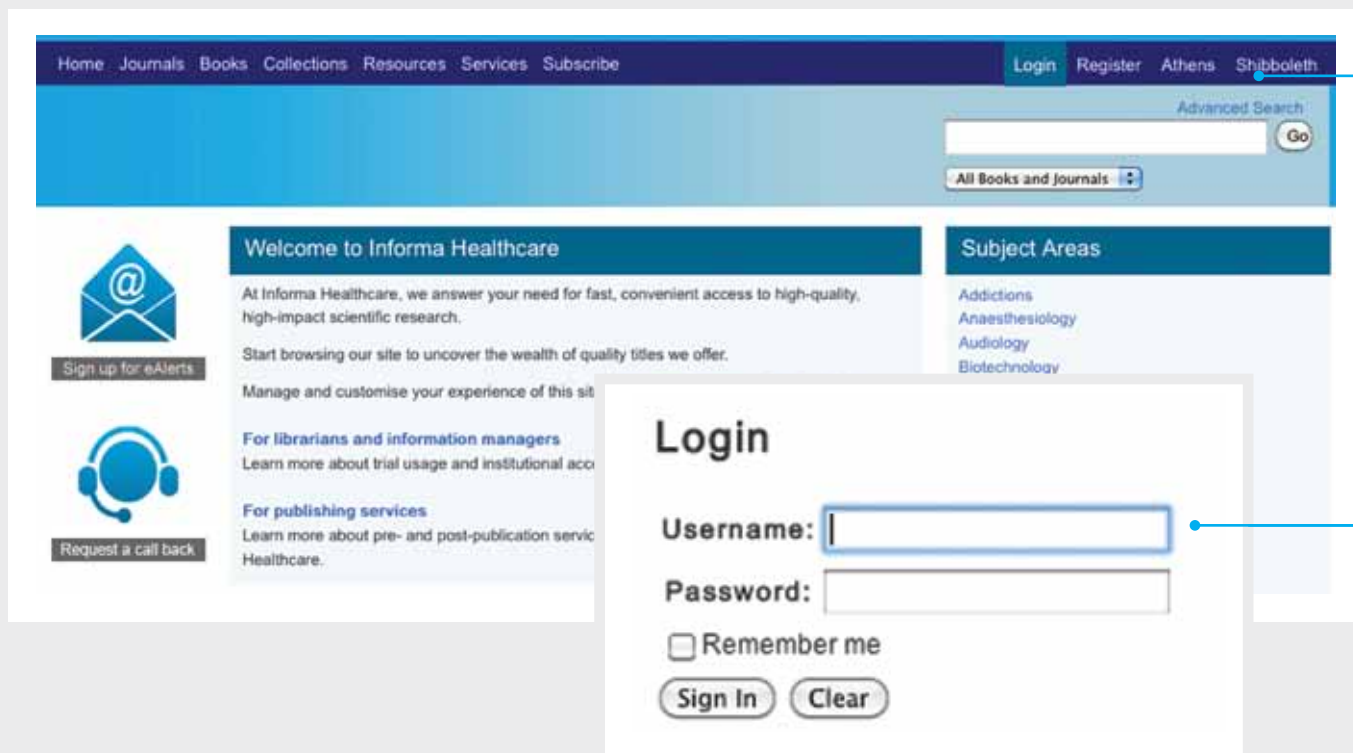 Home Journals Books Collections Resources Services Subscribe
Login Register Athens Shibboleth
Advanced Search
Go
All Books and Journals
@
Sign up for eAlerts
Request a call back
Welcome to Informa Healthcare
At Informa Healthcare, we answer your need for fast, convenient access to high-quality,
high-impact scientific research.
Start browsing our site to uncover the wealth of quality titles we offer.
Manage and customise your experience of this sit
For librarians and information managers
Learn more about trial usage and institutional acc
For publishing services
Learn more about pre- and post-publication servic
Healthcare.
Subject Areas
Addictions
Anaesthesiology
Audiology
Biotechnology
Login
Username:
Password:
Remember me
Sign In Clear